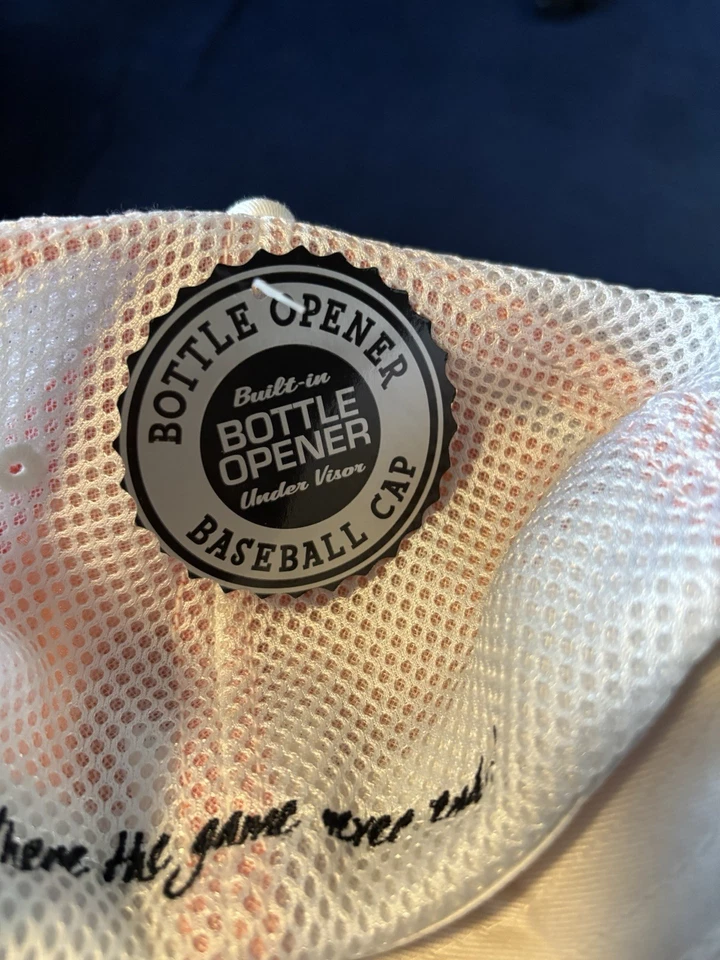 BOTTLE OPENER
Built-in
BOTTLE
OPENER
Under Visor
BASEBALL CAP
the game never